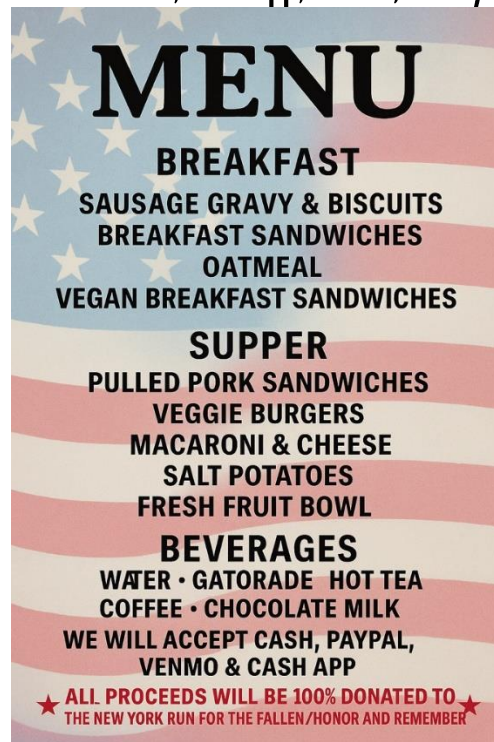 MENU
BREAKFAST
SAUSAGE GRAVY & BISCUITS
BREAKFAST SANDWICHES
OATMEAL
VEGAN BREAKFAST SANDWICHES
SUPPER
PULLED PORK SANDWICHES
VEGGIE BURGERS
MACARONI & CHEESE
SALT POTATOES
FRESH FRUIT BOWL
BEVERAGES
WATER • GATORADE HOT TEA
COFFEE • CHOCOLATE MILK
WE WILL ACCEPT CASH, PAYPAL,
VENMO & CASH APP
ALL PROCEEDS WILL BE 100% DONATED TO
THE NEW YORK RUN FOR THE FALLEN/HONOR AND REMEMBER